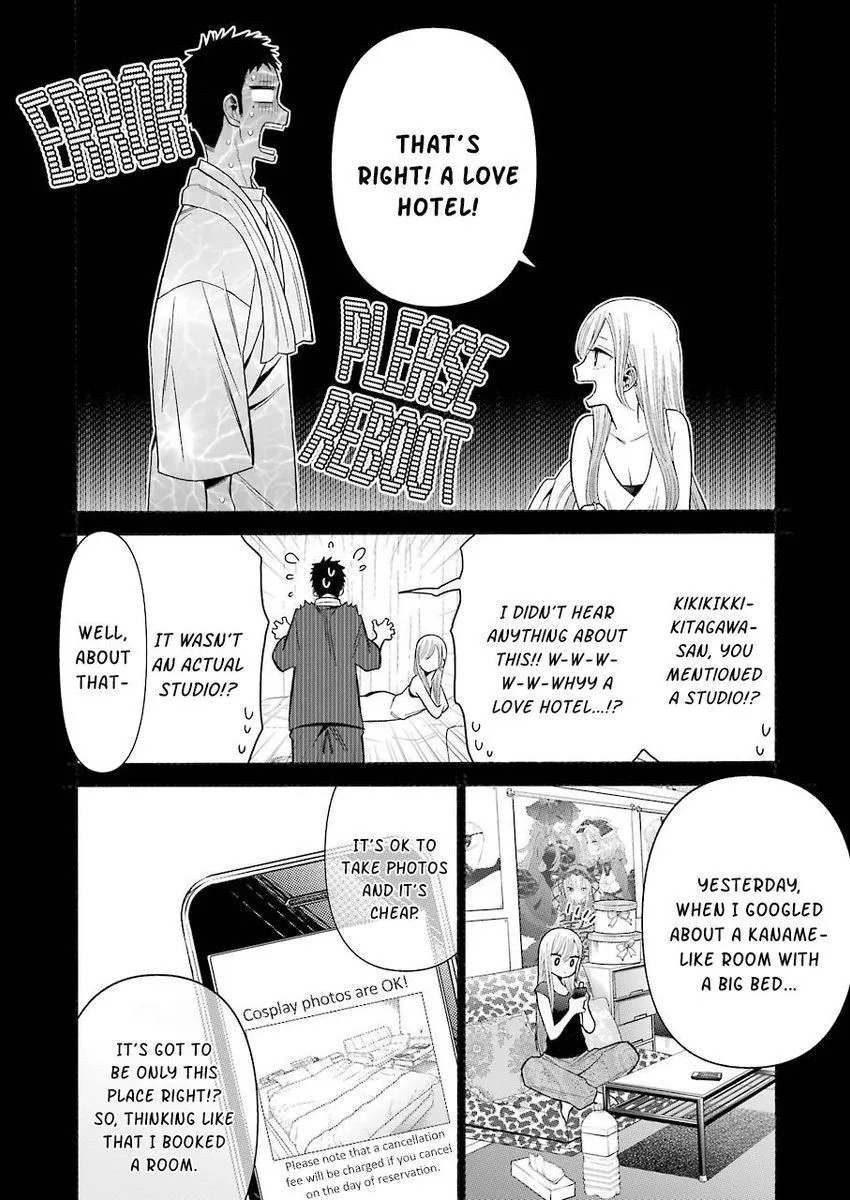 THAT'S
RIGHT! A LOVE
HOTEL!
ERROR
PLEASE
REBOOT
KIKIKIKKI-
KITAGAWA-
SAN, YOU
MENTIONED
A STUDIO!?
I DIDN'T HEAR
ANYTHING ABOUT
THIS!! W-W-W-
W-W-WHYY A
LOVE HOTEL...!?
IT WASN'T
AN ACTUAL
STUDIO!?
WELL,
ABOUT
THAT-
YESTERDAY,
WHEN I GOOGLED
ABOUT A KANAME-
LIKE ROOM WITH
A BIG BED...
IT'S OK TO
TAKE PHOTOS
AND IT'S
CHEAP.
Cosplay photos are OK!
Please note that a cancellation
fee will be charged if you cancel
on the day of reservation.
IT'S GOT TO
BE ONLY THIS
PLACE RIGHT!?
SO, THINKING LIKE
THAT I BOOKED
A ROOM.